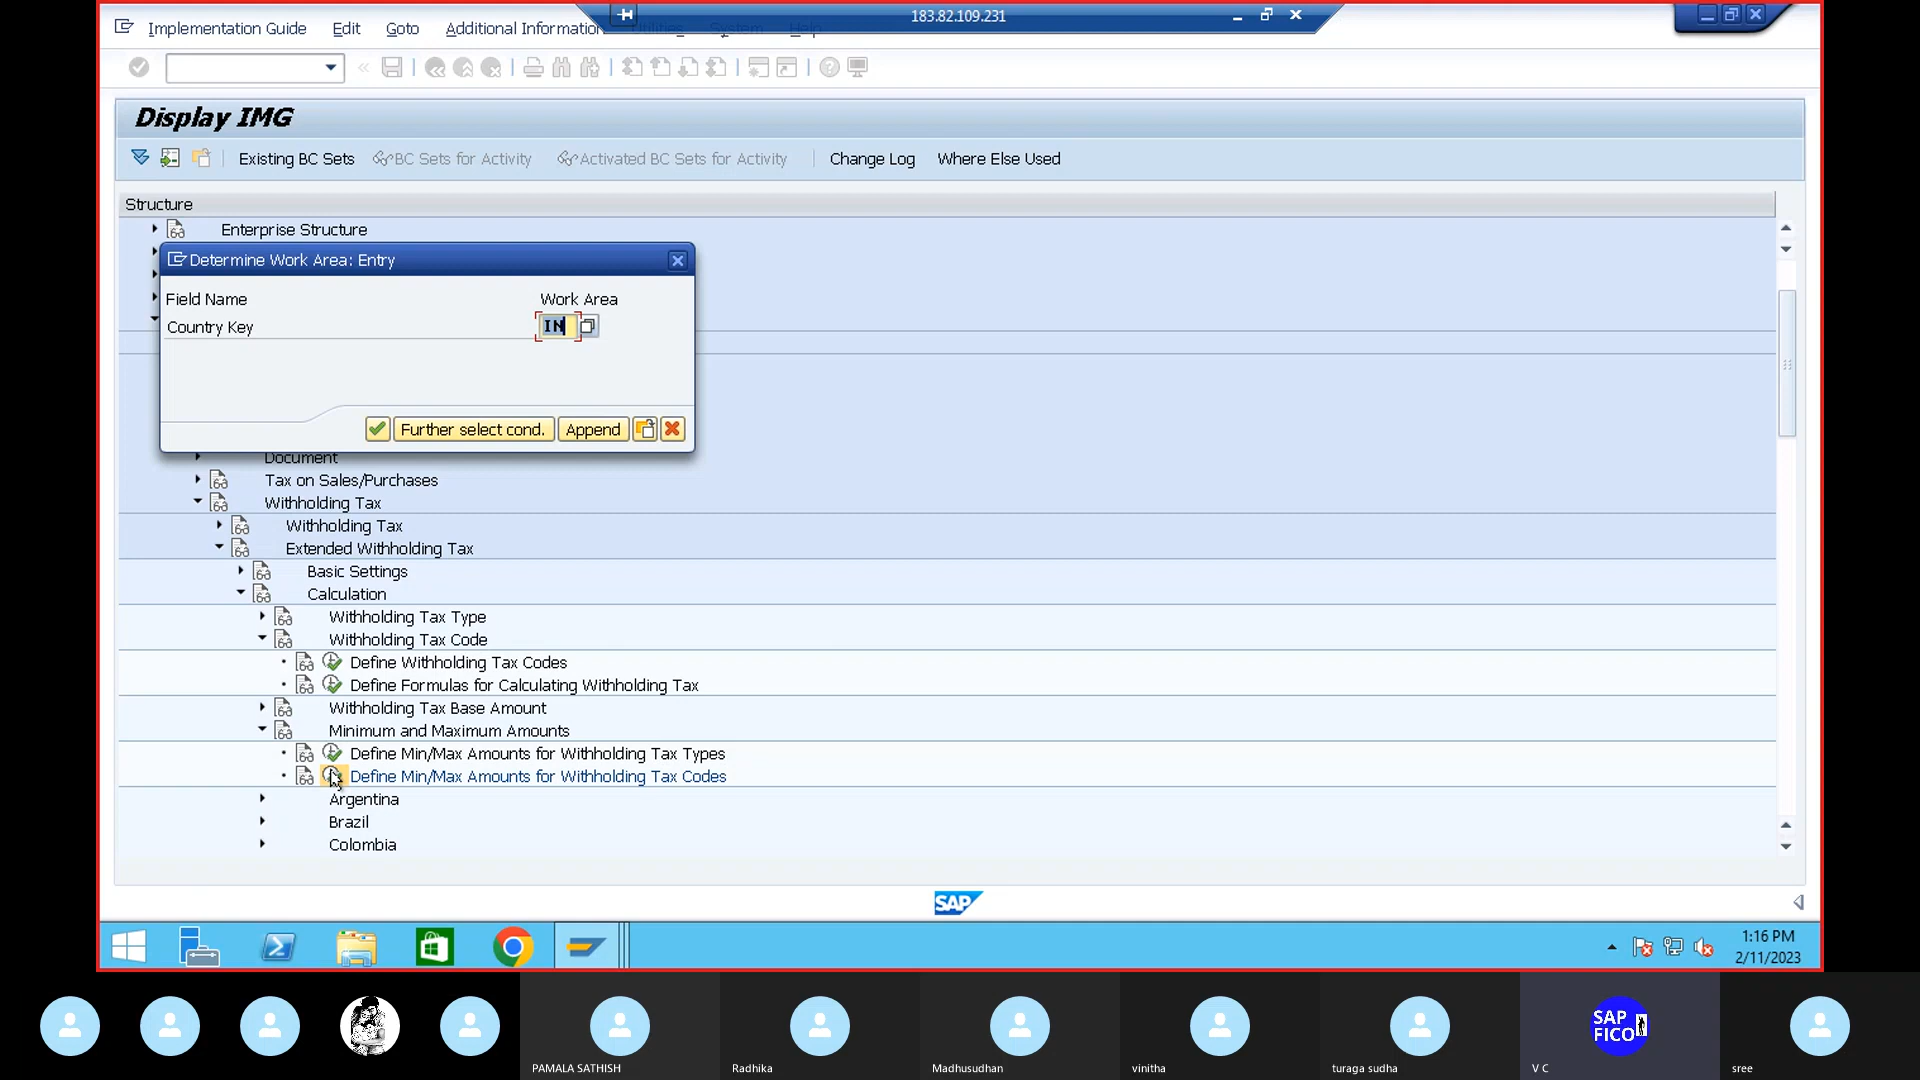 183.82.109.231
Implementation Guide Edit Goto Additional Information Utilities System Help
Display IMG
Existing BC Sets BC Sets for Activity Activated BC Sets for Activity Change Log Where Else Used
Structure
Enterprise Structure
Determine Work Area: Entry
Field Name Work Area
Country Key IN
Further select cond. Append
Document
Tax on Sales/Purchases
Withholding Tax
Withholding Tax
Extended Withholding Tax
Basic Settings
Calculation
Withholding Tax Type
Withholding Tax Code
Define Withholding Tax Codes
Define Formulas for Calculating Withholding Tax
Withholding Tax Base Amount
Minimum and Maximum Amounts
Define Min/Max Amounts for Withholding Tax Types
Define Min/Max Amounts for Withholding Tax Codes
Argentina
Brazil
Colombia
SAP
1:16 PM
2/11/2023
SAP
FICO
PAMALA SATHISH Radhika Madhusudhan vinitha turaga sudha V C sree